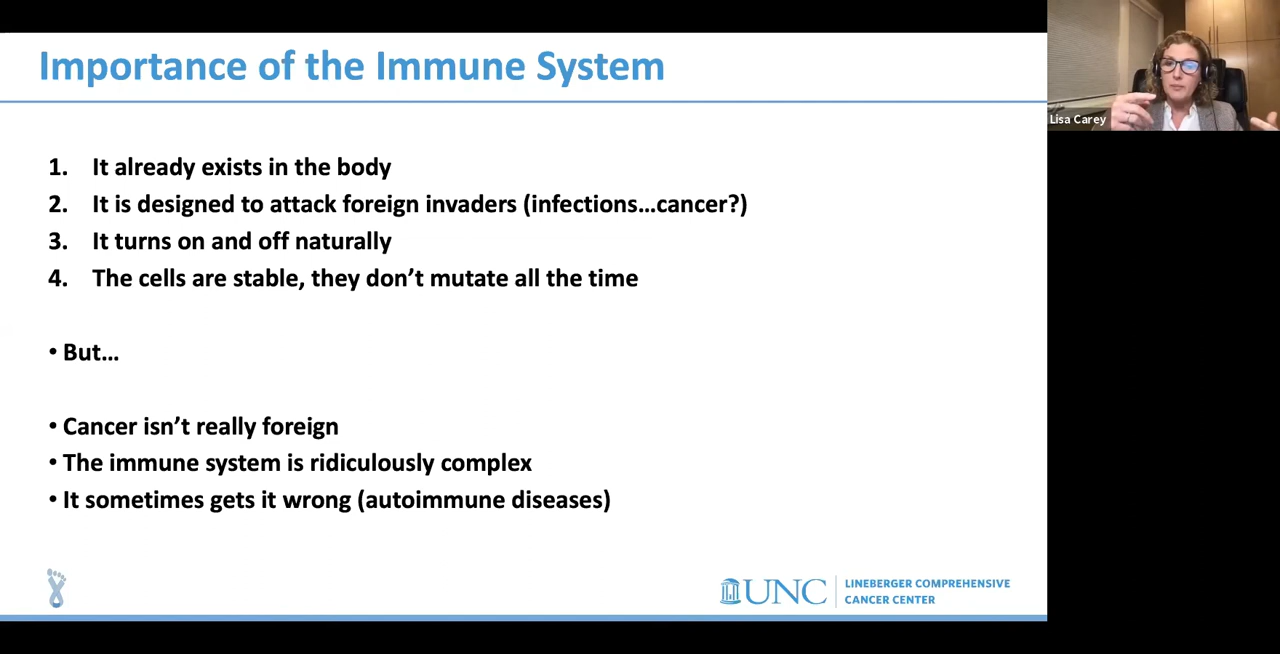 Importance of the Immune System
Lisa Carey
1. It already exists in the body
2. It is designed to attack foreign invaders (infections…cancer?)
3. It turns on and off naturally
4. The cells are stable, they don’t mutate all the time
• But…
• Cancer isn’t really foreign
• The immune system is ridiculously complex
• It sometimes gets it wrong (autoimmune diseases)
UNC
LINEBERGER COMPREHENSIVE
CANCER CENTER